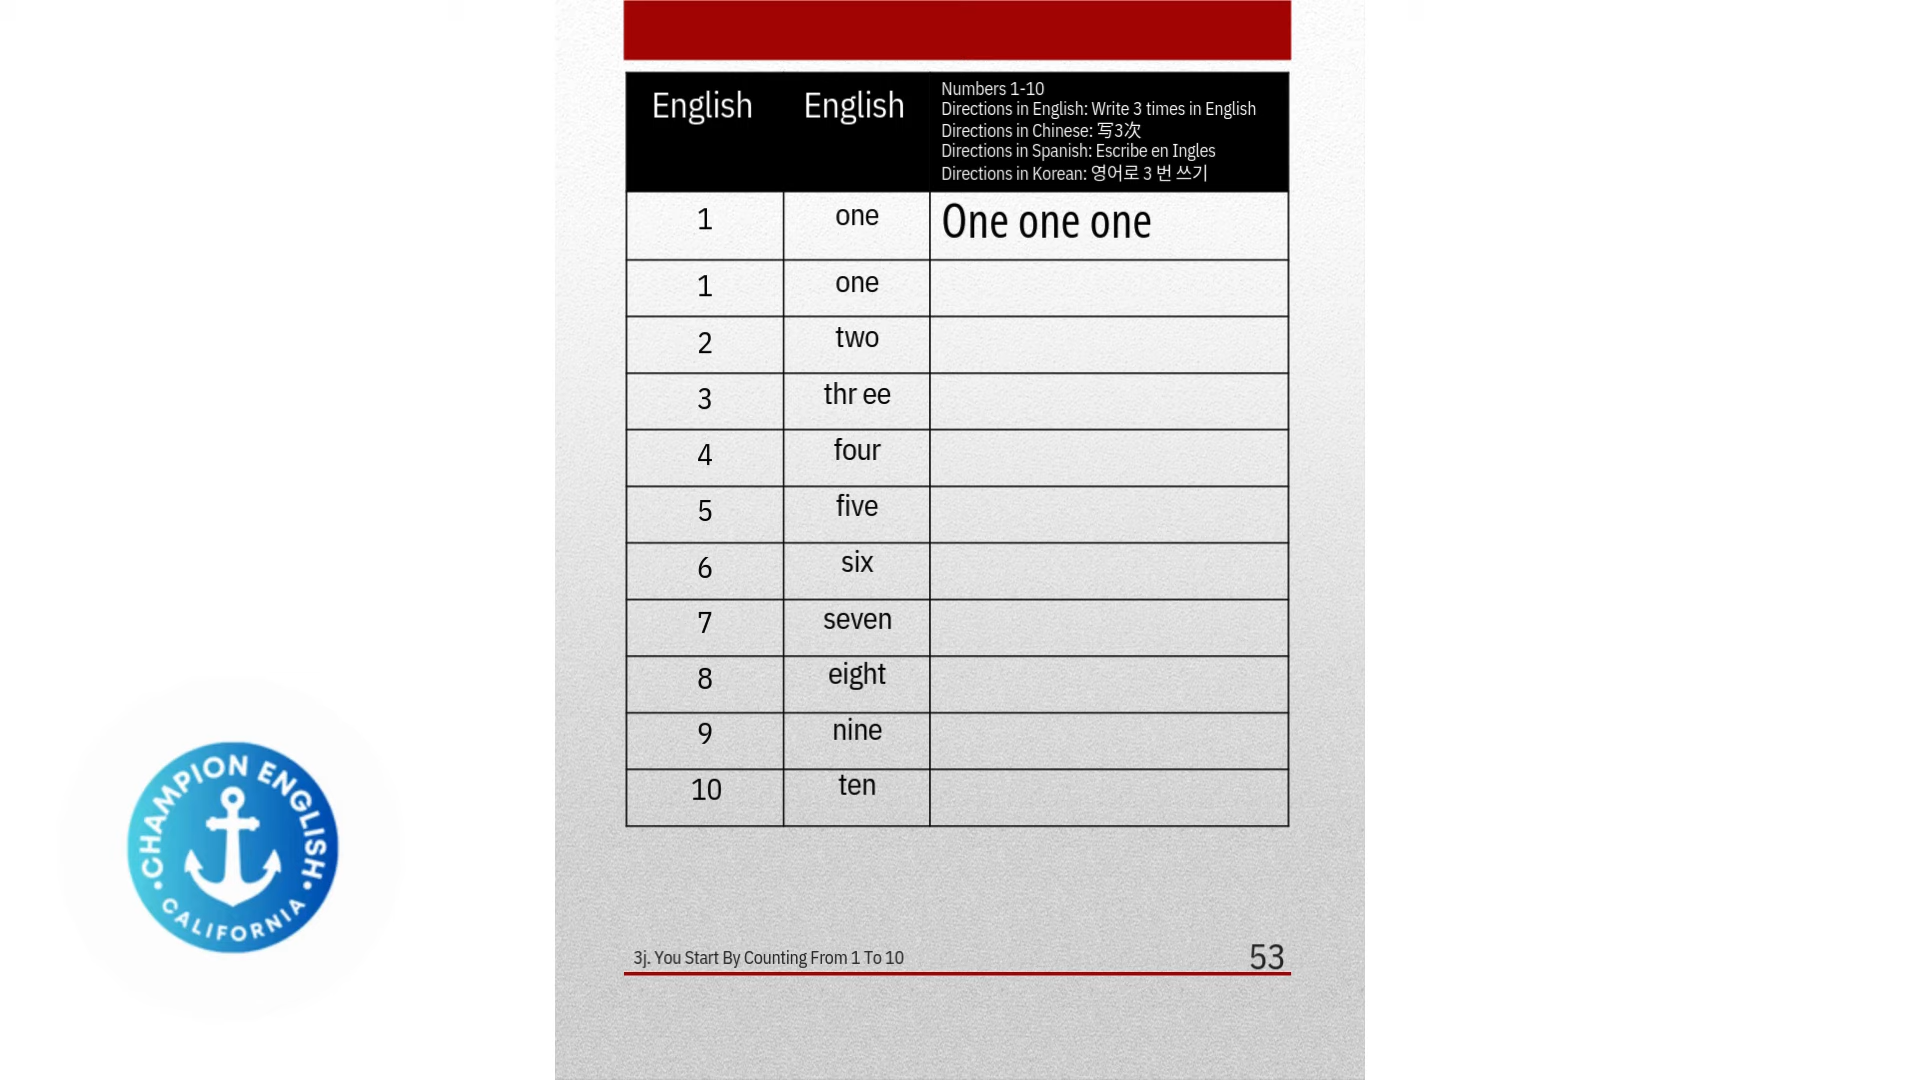 English English
Numbers 1-10
Directions in English: Write 3 times in English
Directions in Chinese: 写3次
Directions in Spanish: Escribe en Ingles
Directions in Korean: 영어로 3 번 쓰기
1 one One one one
1 one
2 two
3 thr ee
4 four
5 five
6 six
7 seven
8 eight
9 nine
10 ten
3j. You Start By Counting From 1 To 10 53
CHAMPION ENGLISH
CALIFORNIA